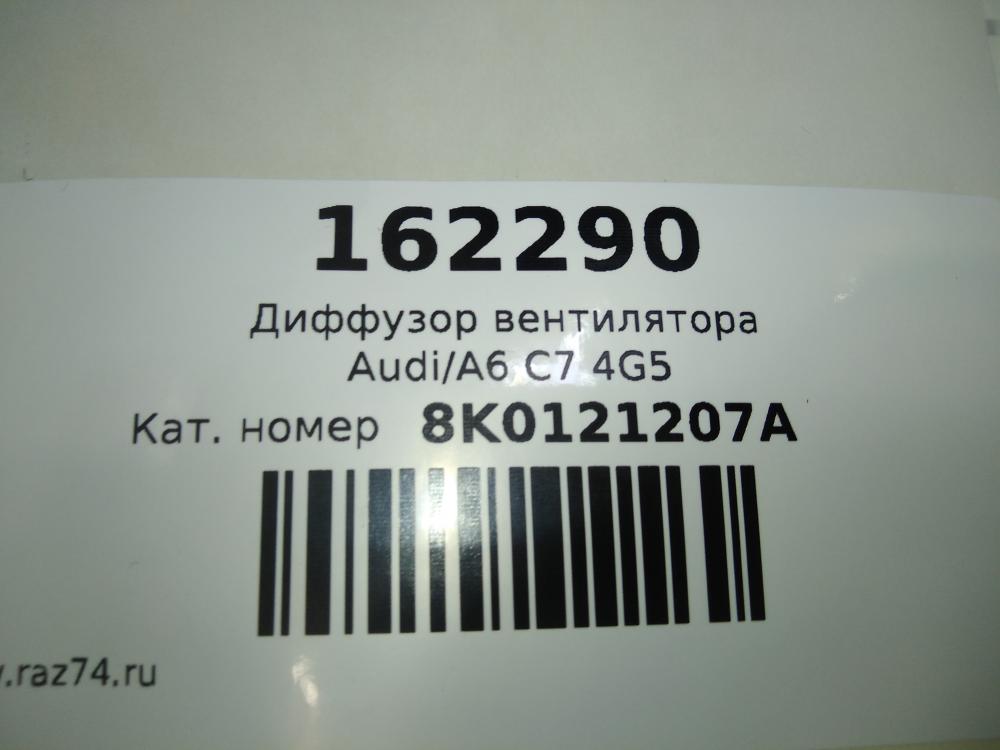 162290
Диффузор вентилятора
Audi/A6 C7 4G5
Кат. номер 8K0121207A
.raz74.ru